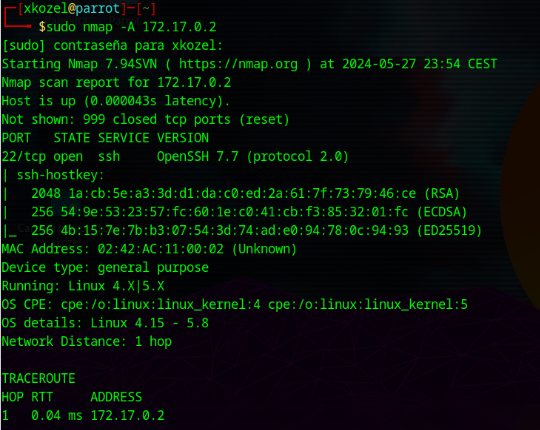 ┌─[xkozel@parrot]─[~]
└──╼ $sudo nmap -A 172.17.0.2
[sudo] contraseña para xkozel:
Starting Nmap 7.94SVN ( https://nmap.org ) at 2024-05-27 23:54 CEST
Nmap scan report for 172.17.0.2
Host is up (0.000043s latency).
Not shown: 999 closed tcp ports (reset)
PORT   STATE SERVICE VERSION
22/tcp open  ssh     OpenSSH 7.7 (protocol 2.0)
| ssh-hostkey:
|   2048 1a:cb:5e:a3:3d:d1:da:c0:ed:2a:61:7f:73:79:46:ce (RSA)
|   256 54:9e:53:23:57:fc:60:1e:c0:41:cb:f3:85:32:01:fc (ECDSA)
|_  256 4b:15:7e:7b:b3:07:54:3d:74:ad:e0:94:78:0c:94:93 (ED25519)
MAC Address: 02:42:AC:11:00:02 (Unknown)
Device type: general purpose
Running: Linux 4.X|5.X
OS CPE: cpe:/o:linux:linux_kernel:4 cpe:/o:linux:linux_kernel:5
OS details: Linux 4.15 - 5.8
Network Distance: 1 hop

TRACEROUTE
HOP RTT     ADDRESS
1   0.04 ms 172.17.0.2